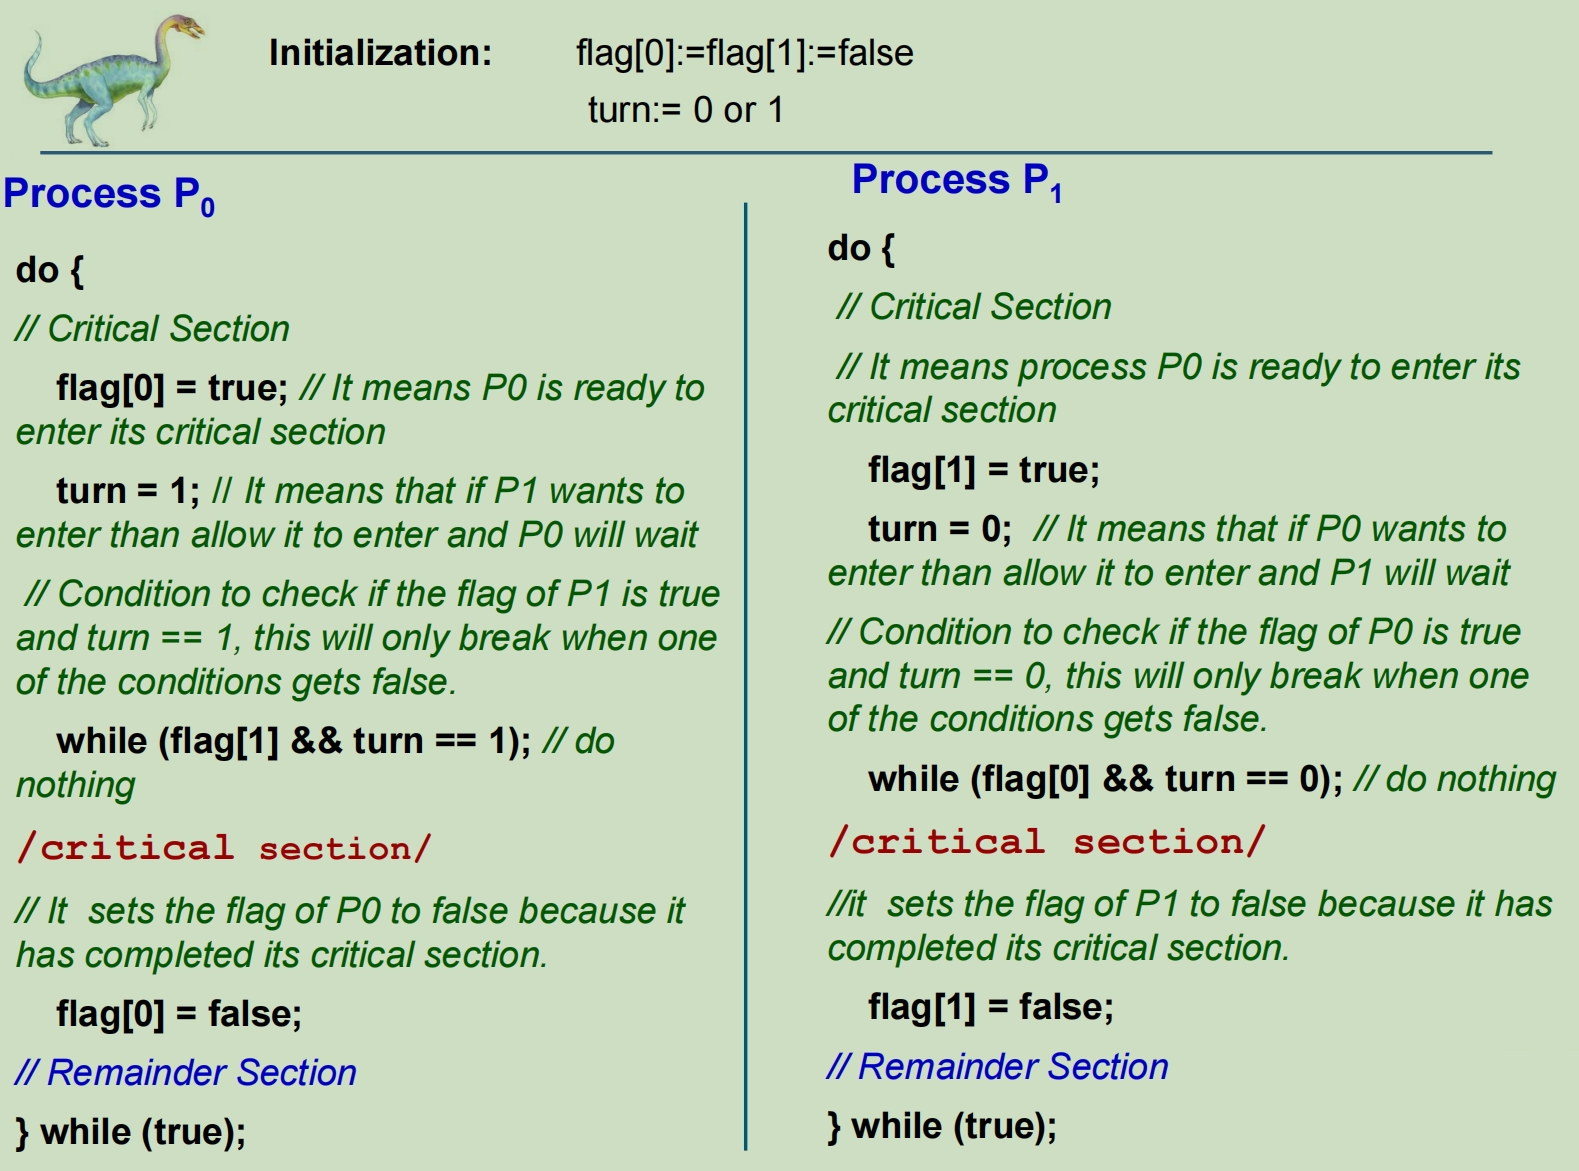 Initialization: flag[0]:=flag[1]:=false
turn:= 0 or 1
Process P0
do {
// Critical Section
flag[0] = true; // It means P0 is ready to
enter its critical section
turn = 1; // It means that if P1 wants to
enter than allow it to enter and P0 will wait
// Condition to check if the flag of P1 is true
and turn == 1, this will only break when one
of the conditions gets false.
while (flag[1] && turn == 1); // do
nothing
/critical section/
// It sets the flag of P0 to false because it
has completed its critical section.
flag[0] = false;
// Remainder Section
} while (true);
Process P1
do {
// Critical Section
// It means process P0 is ready to enter its
critical section
flag[1] = true;
turn = 0; // It means that if P0 wants to
enter than allow it to enter and P1 will wait
// Condition to check if the flag of P0 is true
and turn == 0, this will only break when one
of the conditions gets false.
while (flag[0] && turn == 0); // do nothing
/critical section/
//it sets the flag of P1 to false because it has
completed its critical section.
flag[1] = false;
// Remainder Section
} while (true);